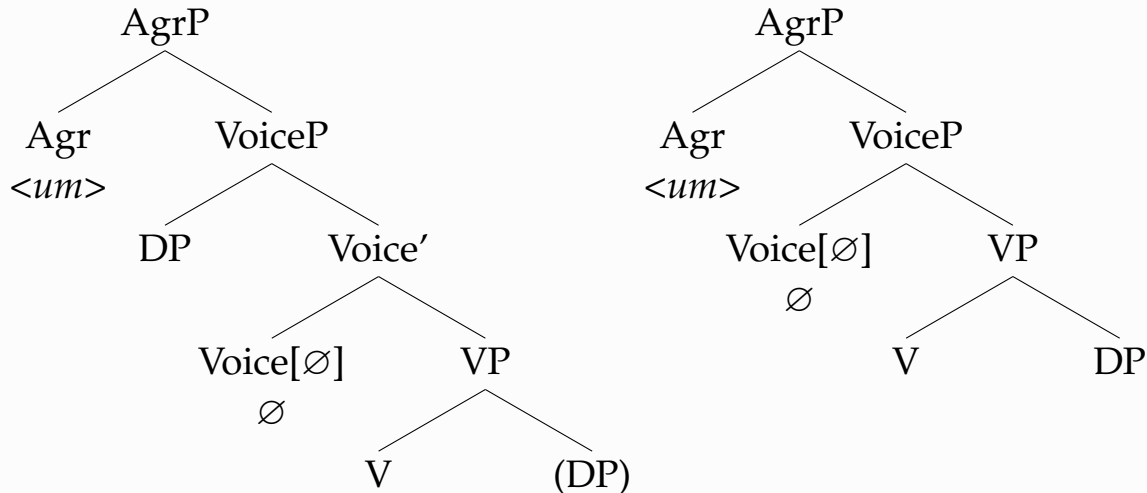 AgrP AgrP
Agr VoiceP Agr VoiceP
<um> <um>
DP Voice’ Voice[∅] VP
∅
Voice[∅] VP V DP
∅
V (DP)